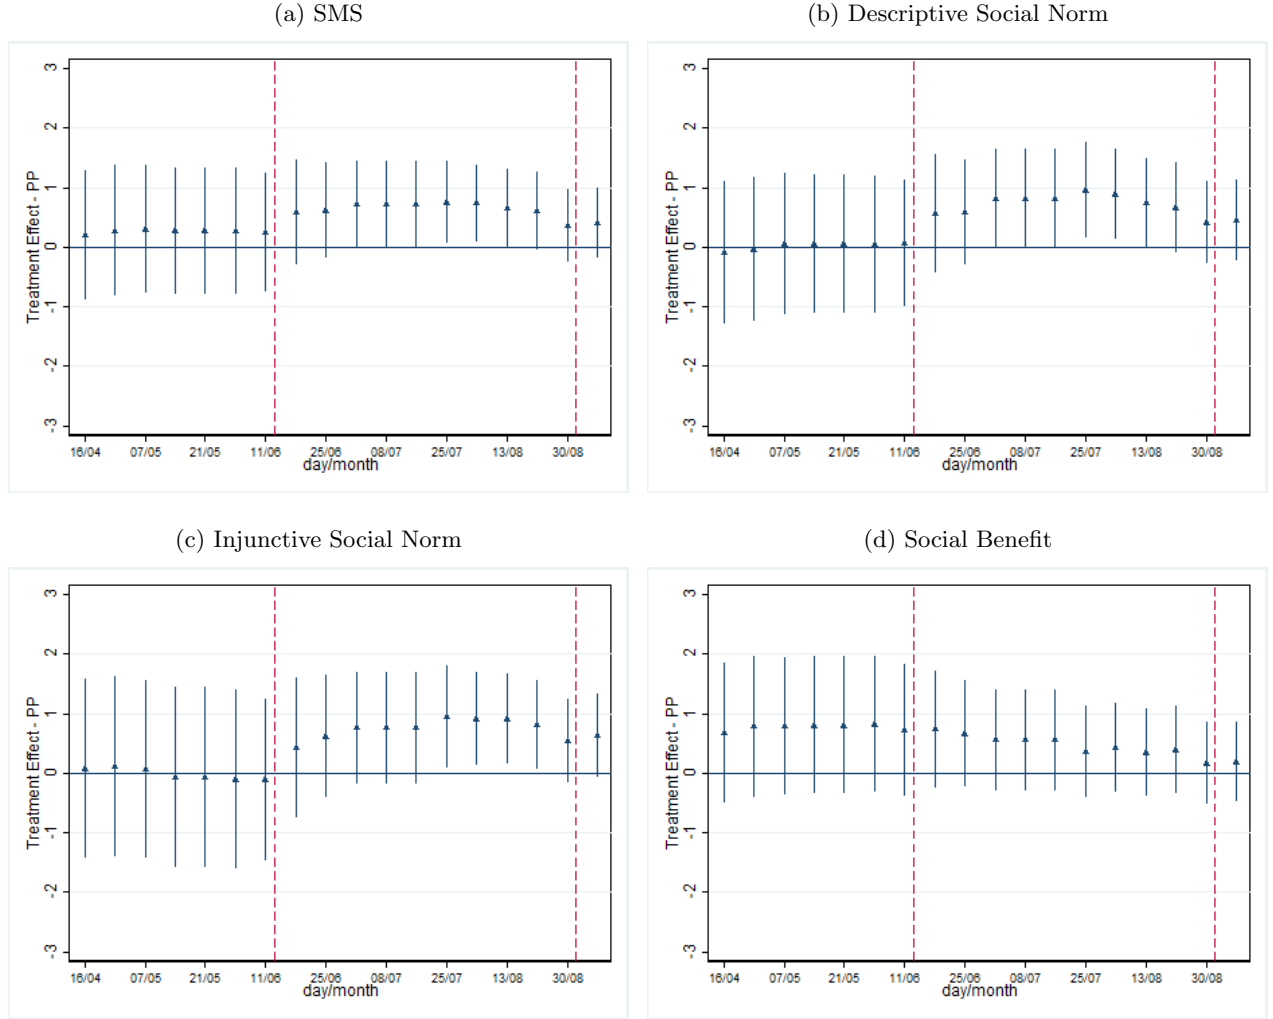 (a) SMS
Treatment Effect - PP
3
2
1
0
-1
-2
-3
16/04 07/05 21/05 11/06 25/06 08/07 25/07 13/08 30/08
day/month
(b) Descriptive Social Norm
Treatment Effect - PP
3
2
1
0
-1
-2
-3
16/04 07/05 21/05 11/06 25/06 08/07 25/07 13/08 30/08
day/month
(c) Injunctive Social Norm
Treatment Effect - PP
3
2
1
0
-1
-2
-3
16/04 07/05 21/05 11/06 25/06 08/07 25/07 13/08 30/08
day/month
(d) Social Benefit
Treatment Effect - PP
3
2
1
0
-1
-2
-3
16/04 07/05 21/05 11/06 25/06 08/07 25/07 13/08 30/08
day/month